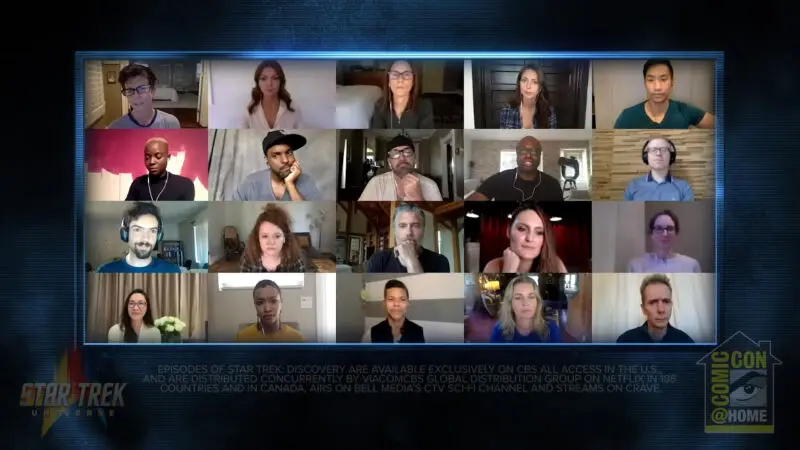 EPISODES OF STAR TREK: DISCOVERY ARE AVAILABLE EXCLUSIVELY ON CBS ALL ACCESS IN THE U.S.,
AND ARE DISTRIBUTED CONCURRENTLY BY VIACOMCBS GLOBAL DISTRIBUTION GROUP ON NETFLIX IN 196
COUNTRIES AND IN CANADA, AIRS ON BELL MEDIA'S CTV SCI-FI CHANNEL AND STREAMS ON CRAVE.
STAR TREK
UNIVERSE
COMIC
CON
@HOME